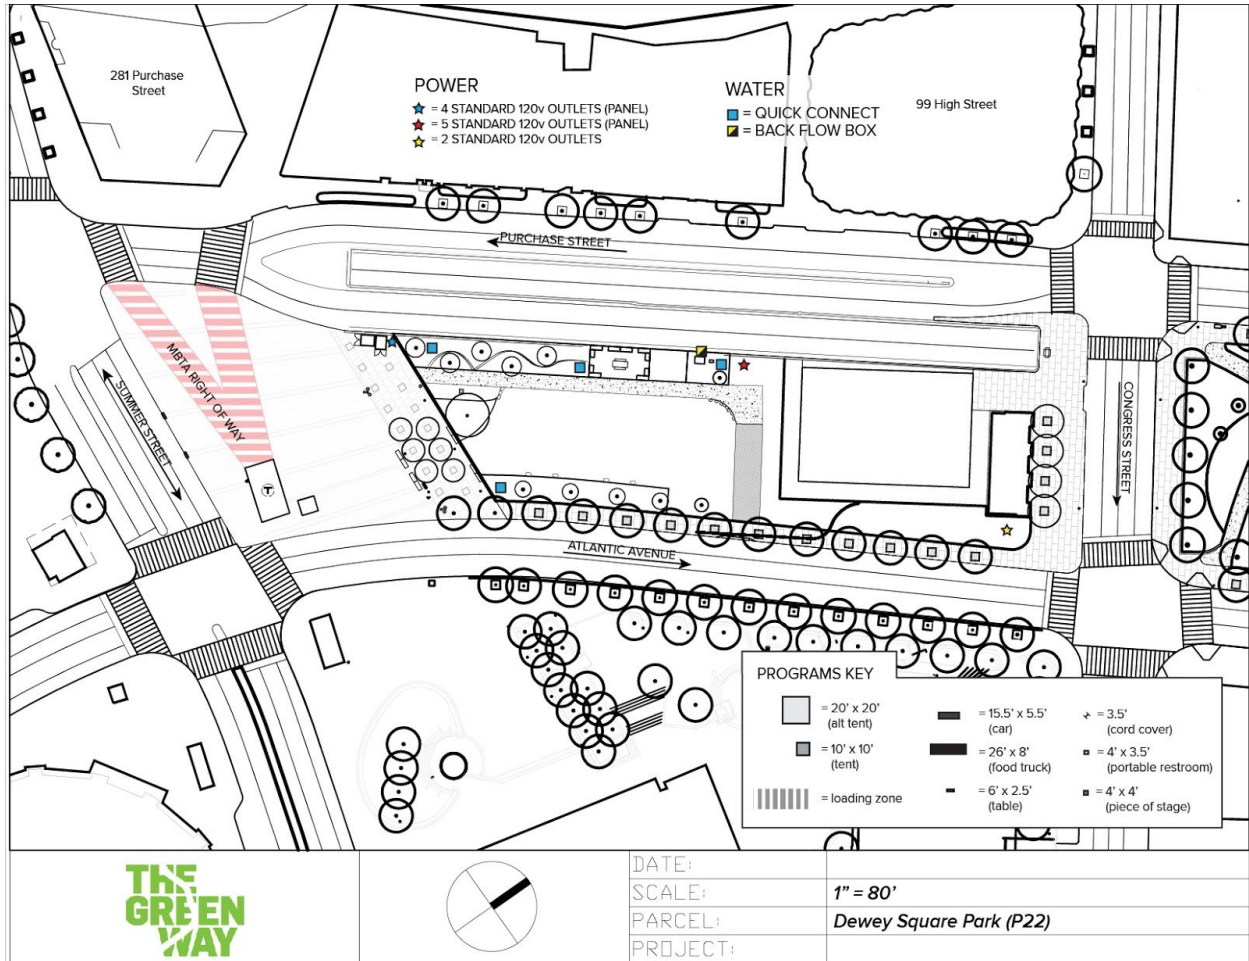 281 Purchase
Street
POWER
= 4 STANDARD 120v OUTLETS (PANEL)
= 5 STANDARD 120v OUTLETS (PANEL)
= 2 STANDARD 120v OUTLETS
WATER
= QUICK CONNECT
= BACK FLOW BOX
99 High Street
PURCHASE STREET
MBTA RIGHT OF WAY
SUMMER STREET
T
CONGRESS STREET
ATLANTIC AVENUE
PROGRAMS KEY
= 20' x 20'
(alt tent)
= 10' x 10'
(tent)
= loading zone
= 15.5' x 5.5'
(car)
= 26' x 8'
(food truck)
= 6' x 2.5'
(table)
= 3.5'
(cord cover)
= 4' x 3.5'
(portable restroom)
= 4' x 4'
(piece of stage)
THE
GREEN
WAY
DATE:
SCALE: 1" = 80'
PARCEL: Dewey Square Park (P22)
PROJECT: